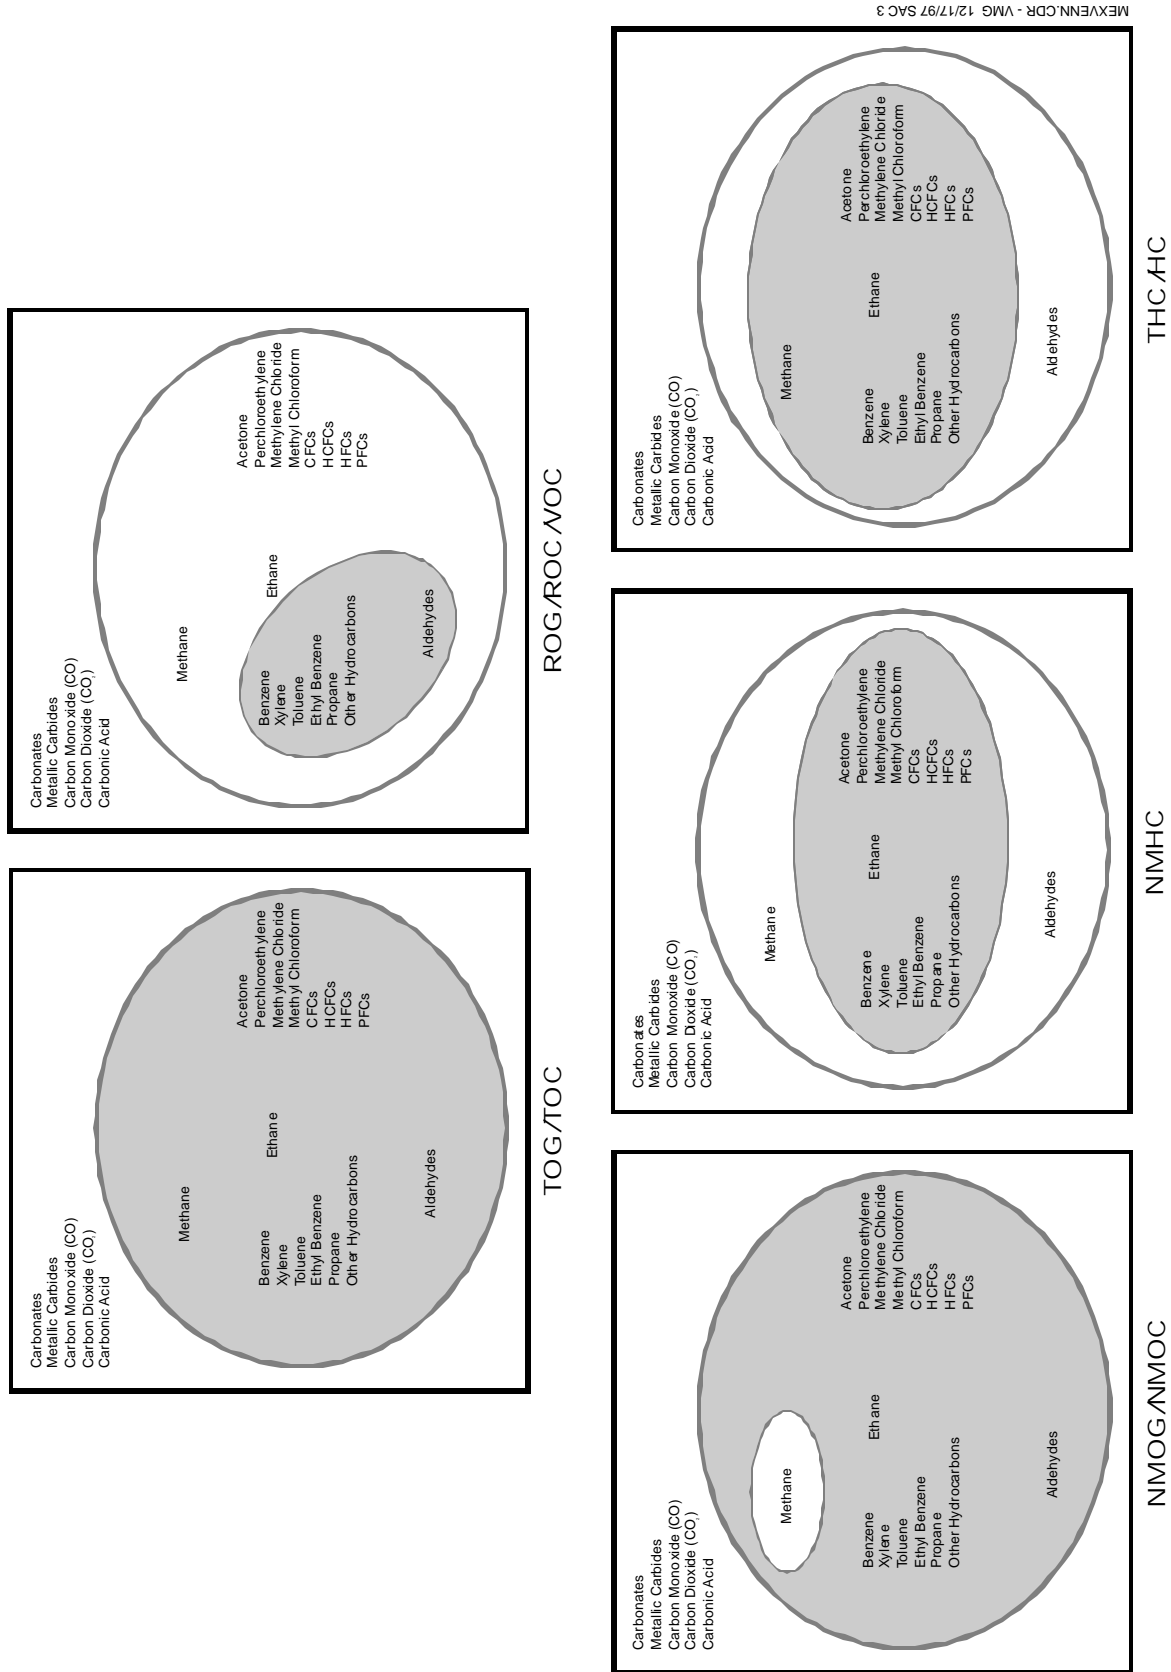 Carbonates
Metallic Carbides
Carbon Monoxide (CO)
Carbon Dioxide (CO₂)
Carbonic Acid
Methane
Ethane
Benzene
Xylene
Toluene
Ethyl Benzene
Propane
Other Hydrocarbons
Acetone
Perchloroethylene
Methylene Chloride
Methyl Chloroform
CFCs
HCFCs
HFCs
PFCs
Aldehydes
TOG/TOC
Carbonates
Metallic Carbides
Carbon Monoxide (CO)
Carbon Dioxide (CO₂)
Carbonic Acid
Methane
Ethane
Benzene
Xylene
Toluene
Ethyl Benzene
Propane
Other Hydrocarbons
Acetone
Perchloroethylene
Methylene Chloride
Methyl Chloroform
CFCs
HCFCs
HFCs
PFCs
Aldehydes
ROG/ROC/VOC
Carbonates
Metallic Carbides
Carbon Monoxide (CO)
Carbon Dioxide (CO₂)
Carbonic Acid
Methane
Ethane
Benzene
Xylene
Toluene
Ethyl Benzene
Propane
Other Hydrocarbons
Acetone
Perchloroethylene
Methylene Chloride
Methyl Chloroform
CFCs
HCFCs
HFCs
PFCs
Aldehydes
NMOG/NMOC
Carbonates
Metallic Carbides
Carbon Monoxide (CO)
Carbon Dioxide (CO₂)
Carbonic Acid
Methane
Ethane
Benzene
Xylene
Toluene
Ethyl Benzene
Propane
Other Hydrocarbons
Acetone
Perchloroethylene
Methylene Chloride
Methyl Chloroform
CFCs
HCFCs
HFCs
PFCs
Aldehydes
NMHC
Carbonates
Metallic Carbides
Carbon Monoxide (CO)
Carbon Dioxide (CO₂)
Carbonic Acid
Methane
Ethane
Benzene
Xylene
Toluene
Ethyl Benzene
Propane
Other Hydrocarbons
Acetone
Perchloroethylene
Methylene Chloride
Methyl Chloroform
CFCs
HCFCs
HFCs
PFCs
Aldehydes
THC/HC
MEXVENN.CDR - VMG 12/17/97 SAC 3